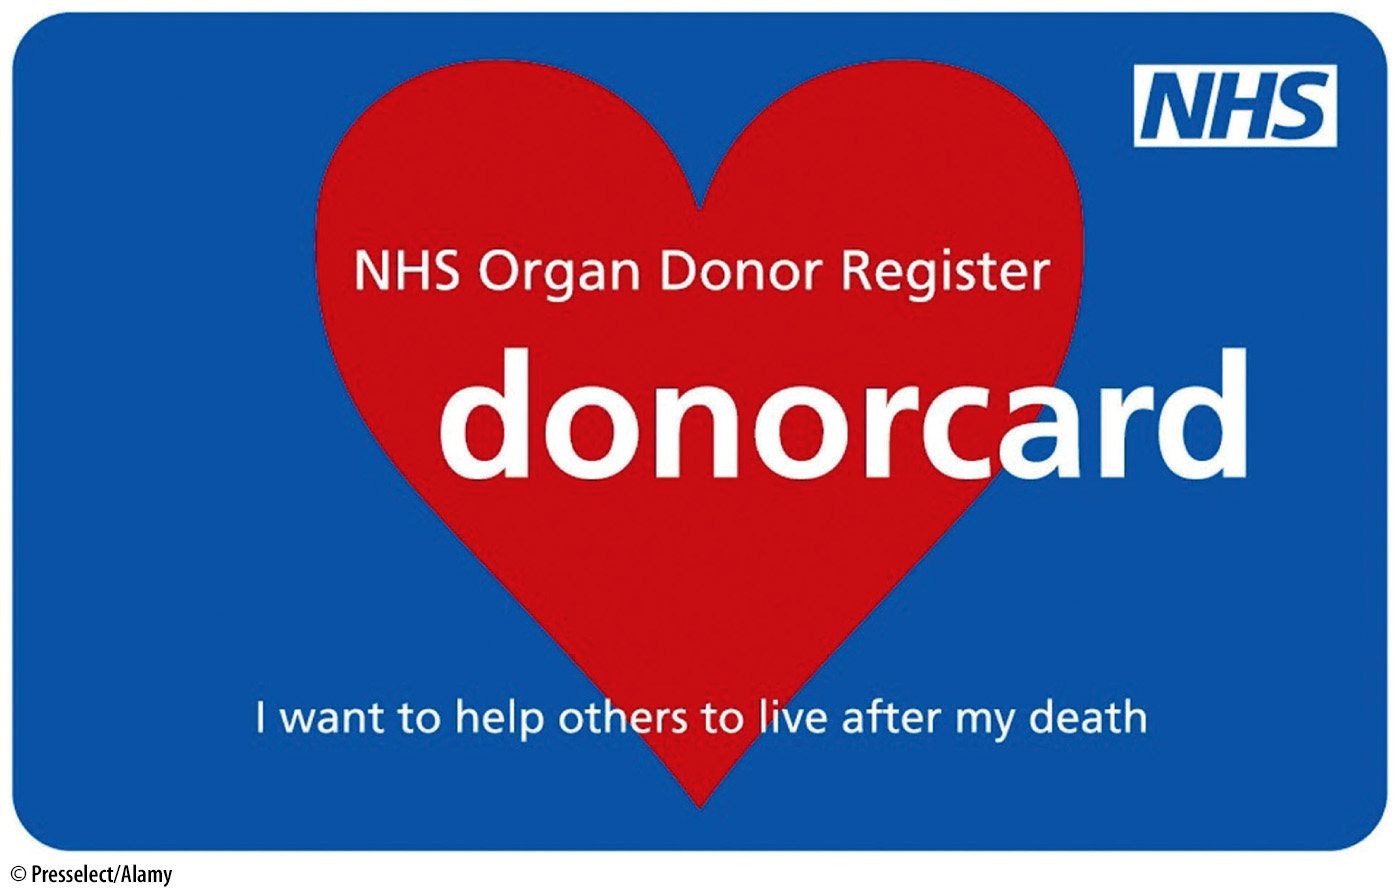 NHS
NHS Organ Donor Register
donorcard
I want to help others to live after my death
© Presselect/Alamy